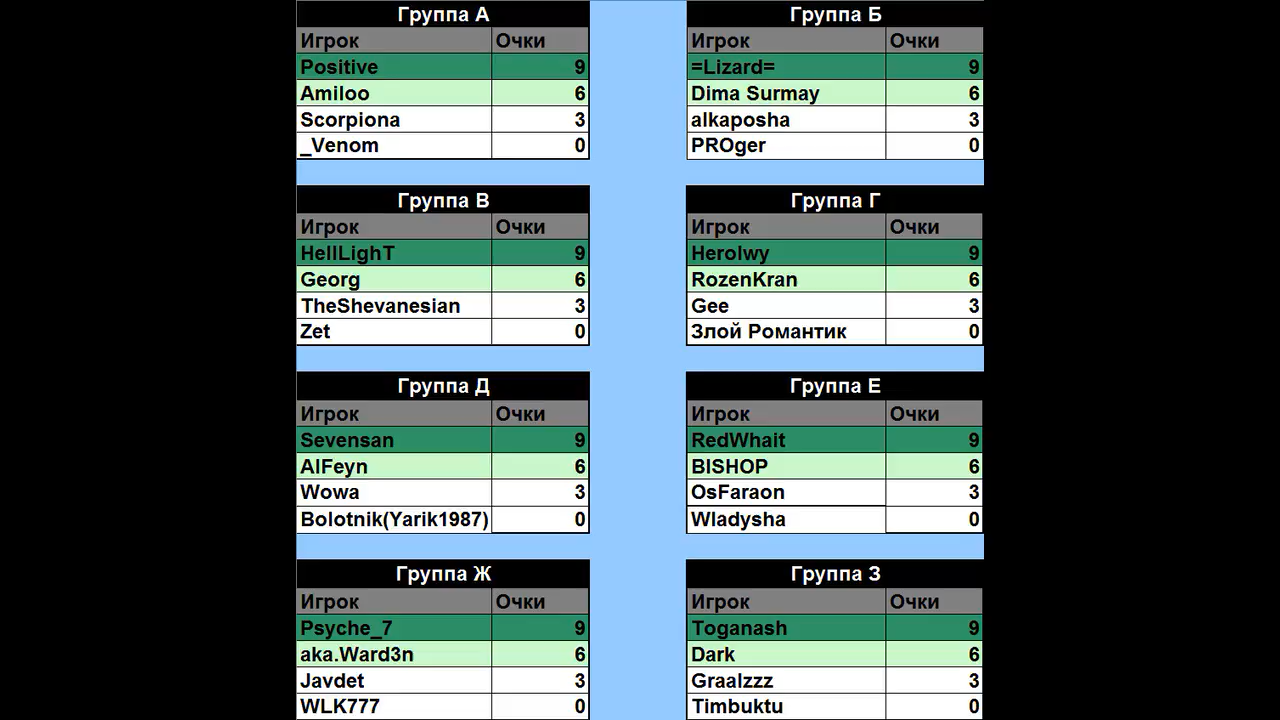 Группа А
Игрок Очки
Positive 9
Amiloo 6
Scorpiona 3
_Venom 0
Группа Б
Игрок Очки
=Lizard= 9
Dima Surmay 6
alkaposha 3
PROger 0
Группа В
Игрок Очки
HellLighT 9
Georg 6
TheShevanesian 3
Zet 0
Группа Г
Игрок Очки
Herolwy 9
RozenKran 6
Gee 3
Злой Романтик 0
Группа Д
Игрок Очки
Sevensan 9
AlFeyn 6
Wowa 3
Bolotnik(Yarik1987) 0
Группа Е
Игрок Очки
RedWhait 9
BISHOP 6
OsFaraon 3
Wladysha 0
Группа Ж
Игрок Очки
Psyche_7 9
aka.Ward3n 6
Javdet 3
WLK777 0
Группа З
Игрок Очки
Toganash 9
Dark 6
Graalzzz 3
Timbuktu 0